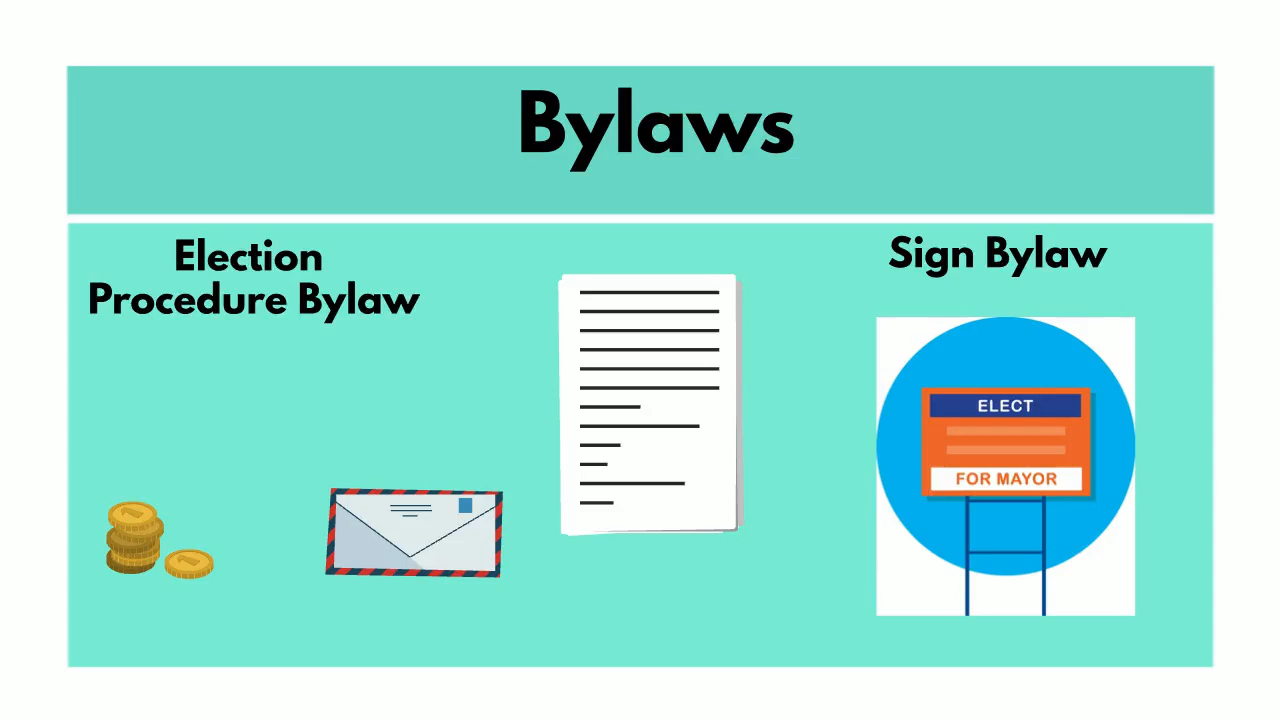 Bylaws
Election
Procedure Bylaw
Sign Bylaw
ELECT
FOR MAYOR